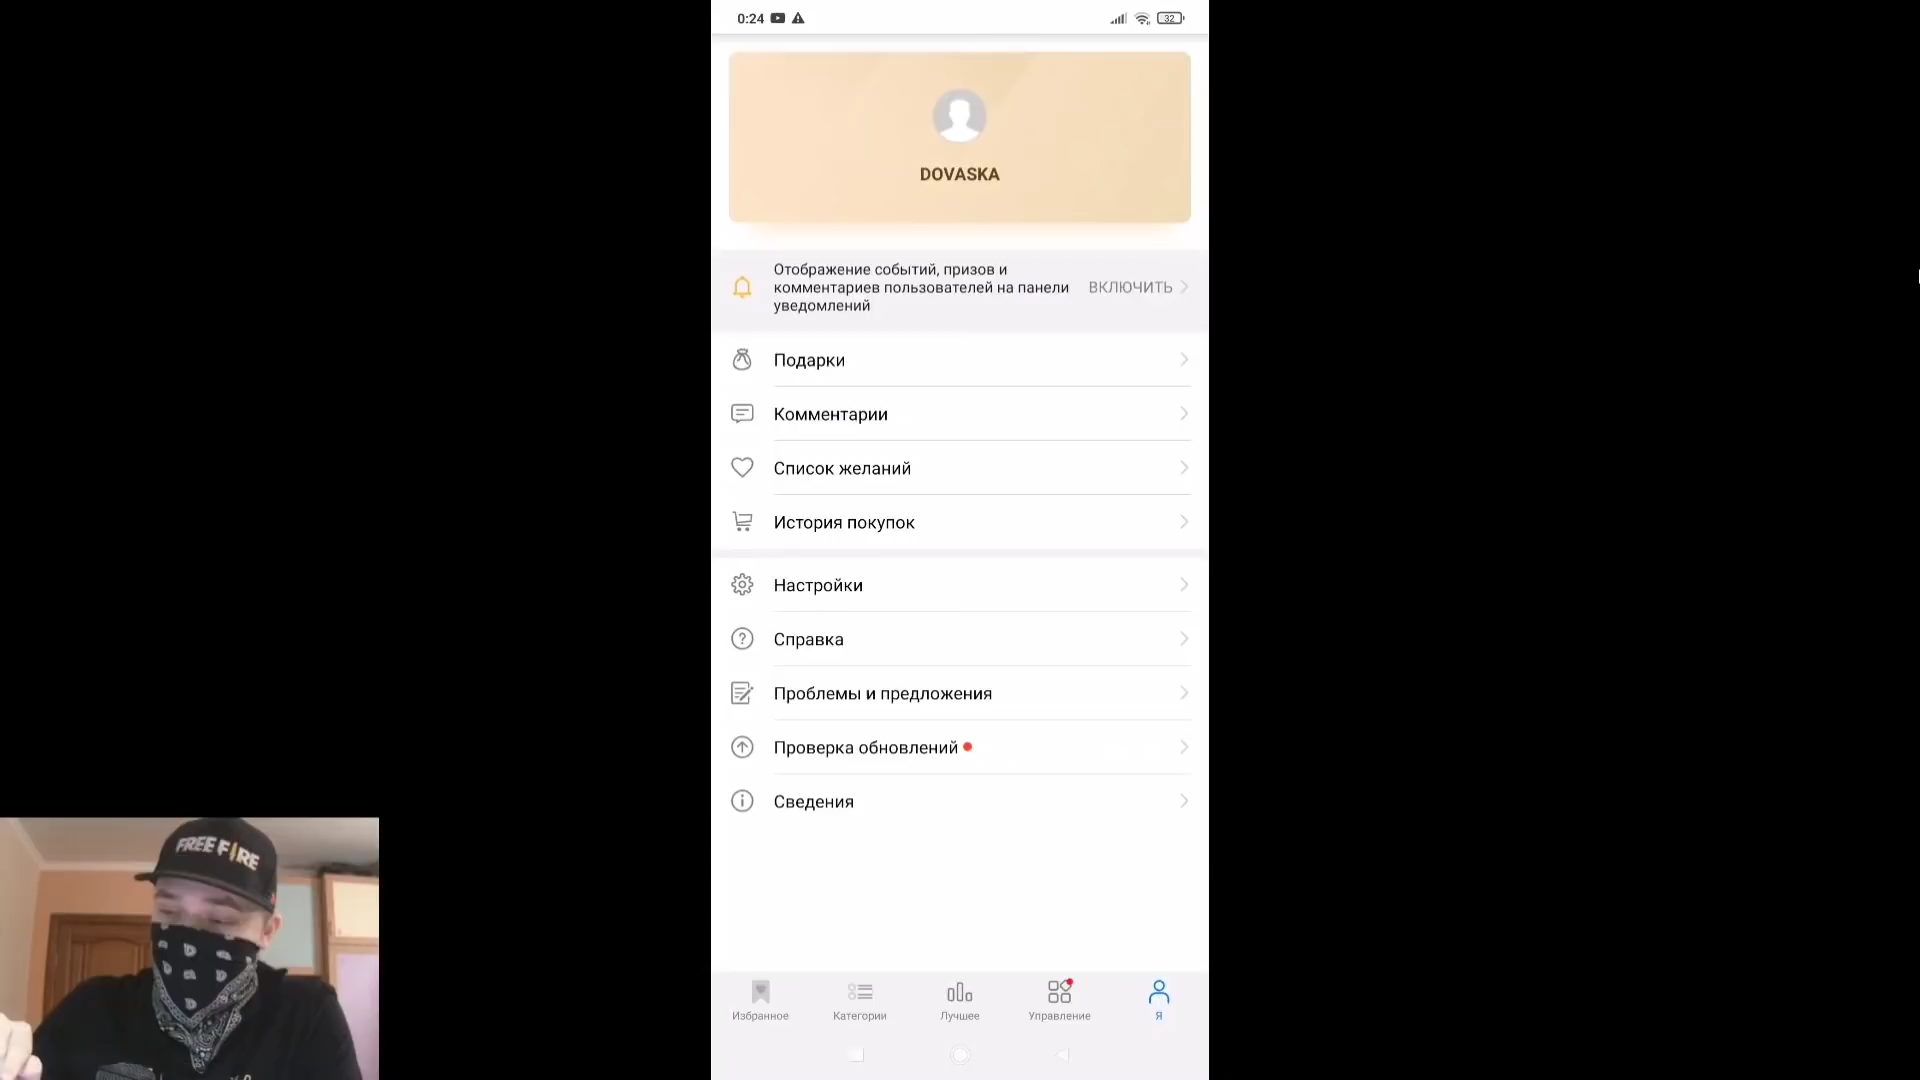 0:24
32
DOVASKA
Отображение событий, призов и
комментариев пользователей на панели
уведомлений
ВКЛЮЧИТЬ
Подарки
Комментарии
Список желаний
История покупок
Настройки
Справка
Проблемы и предложения
Проверка обновлений
Сведения
FREE FIRE
Избранное
Категории
Лучшее
Управление
Я